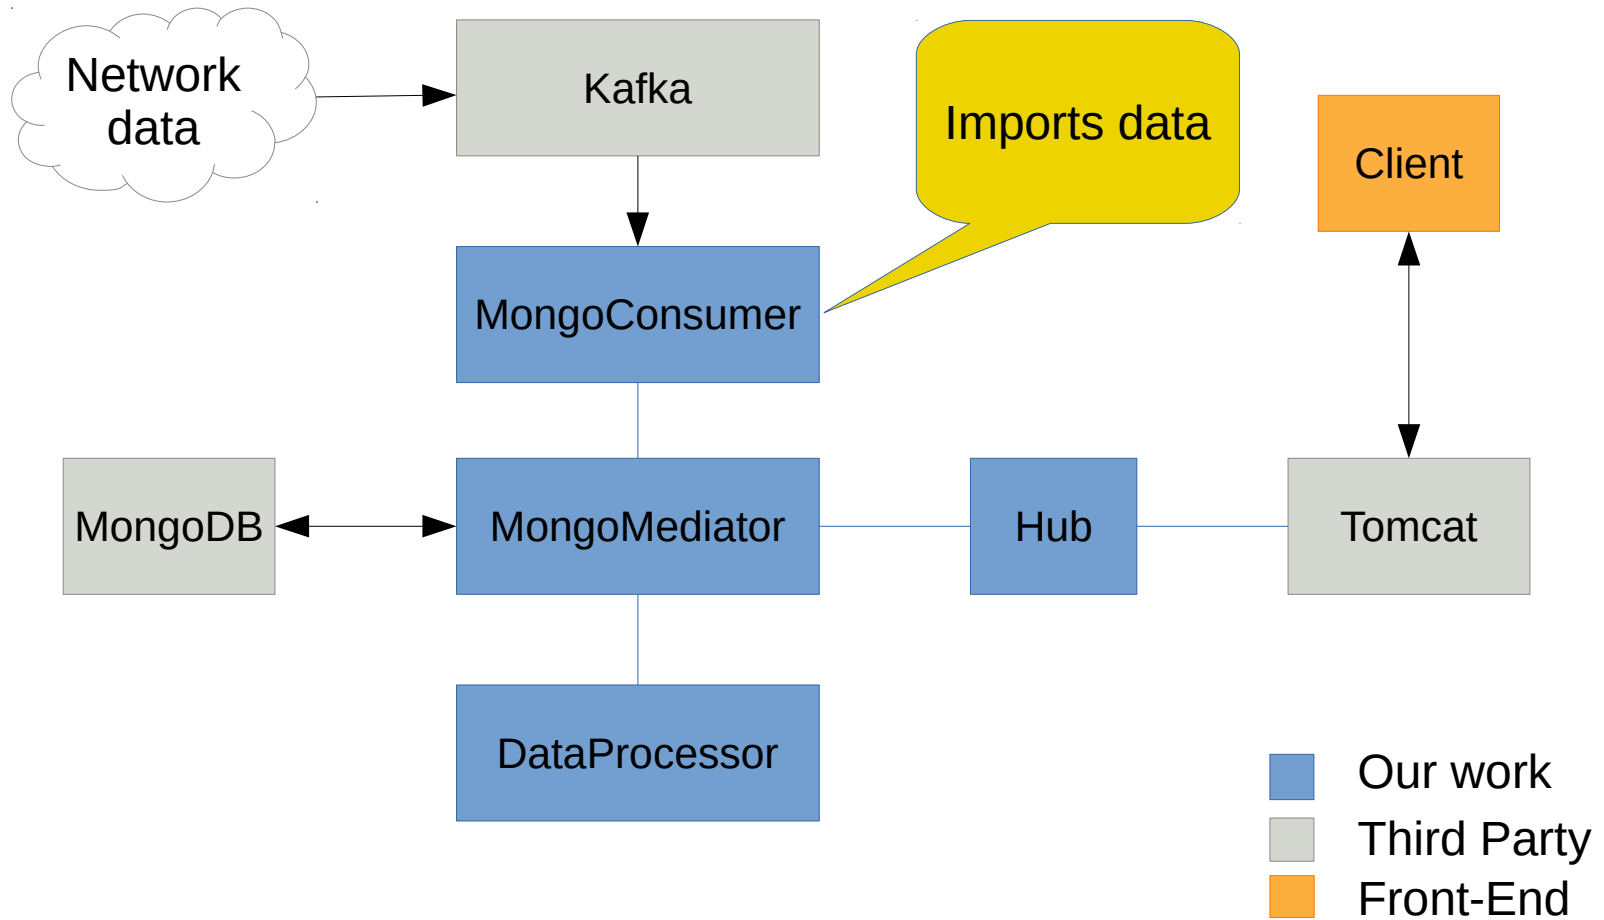 Network
data
Kafka
Imports data
Client
MongoConsumer
MongoDB
MongoMediator
Hub
Tomcat
DataProcessor
Our work
Third Party
Front-End